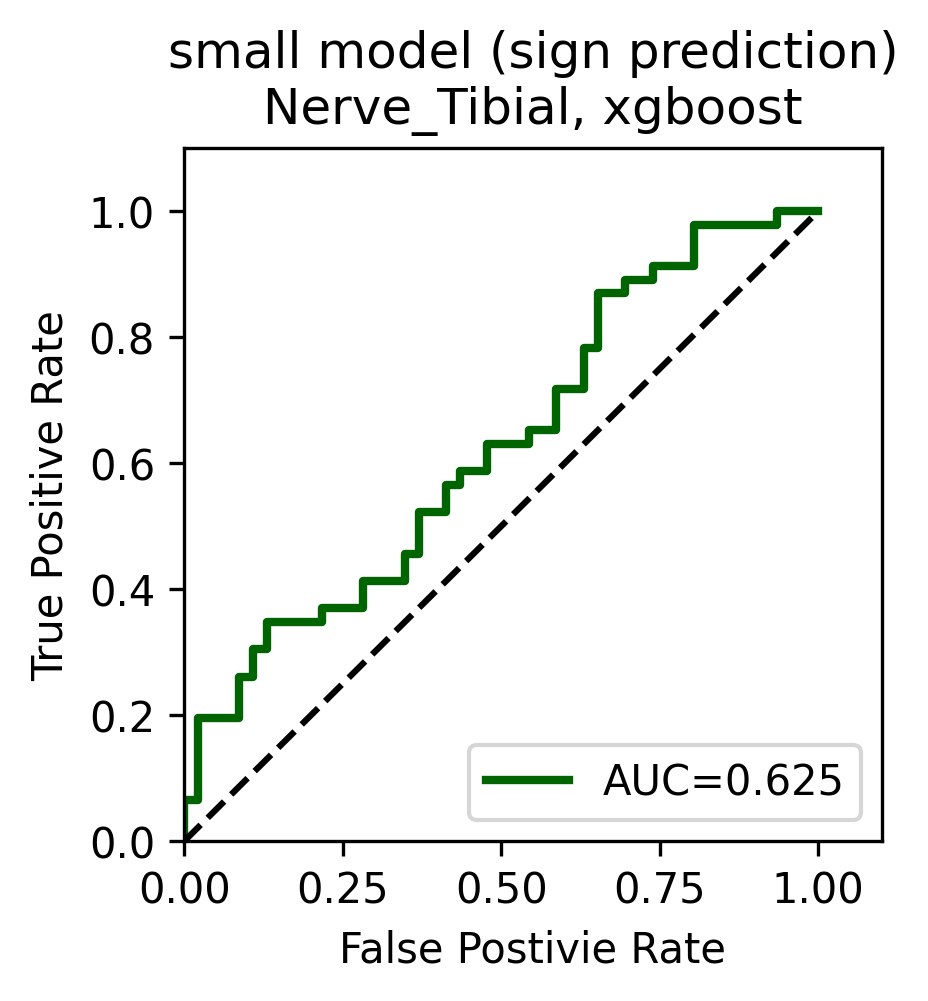 small model (sign prediction)
Nerve_Tibial, xgboost
True Positive Rate
1.0
0.8
0.6
0.4
0.2
0.0
AUC=0.625
0.00 0.25 0.50 0.75 1.00
False Postivie Rate